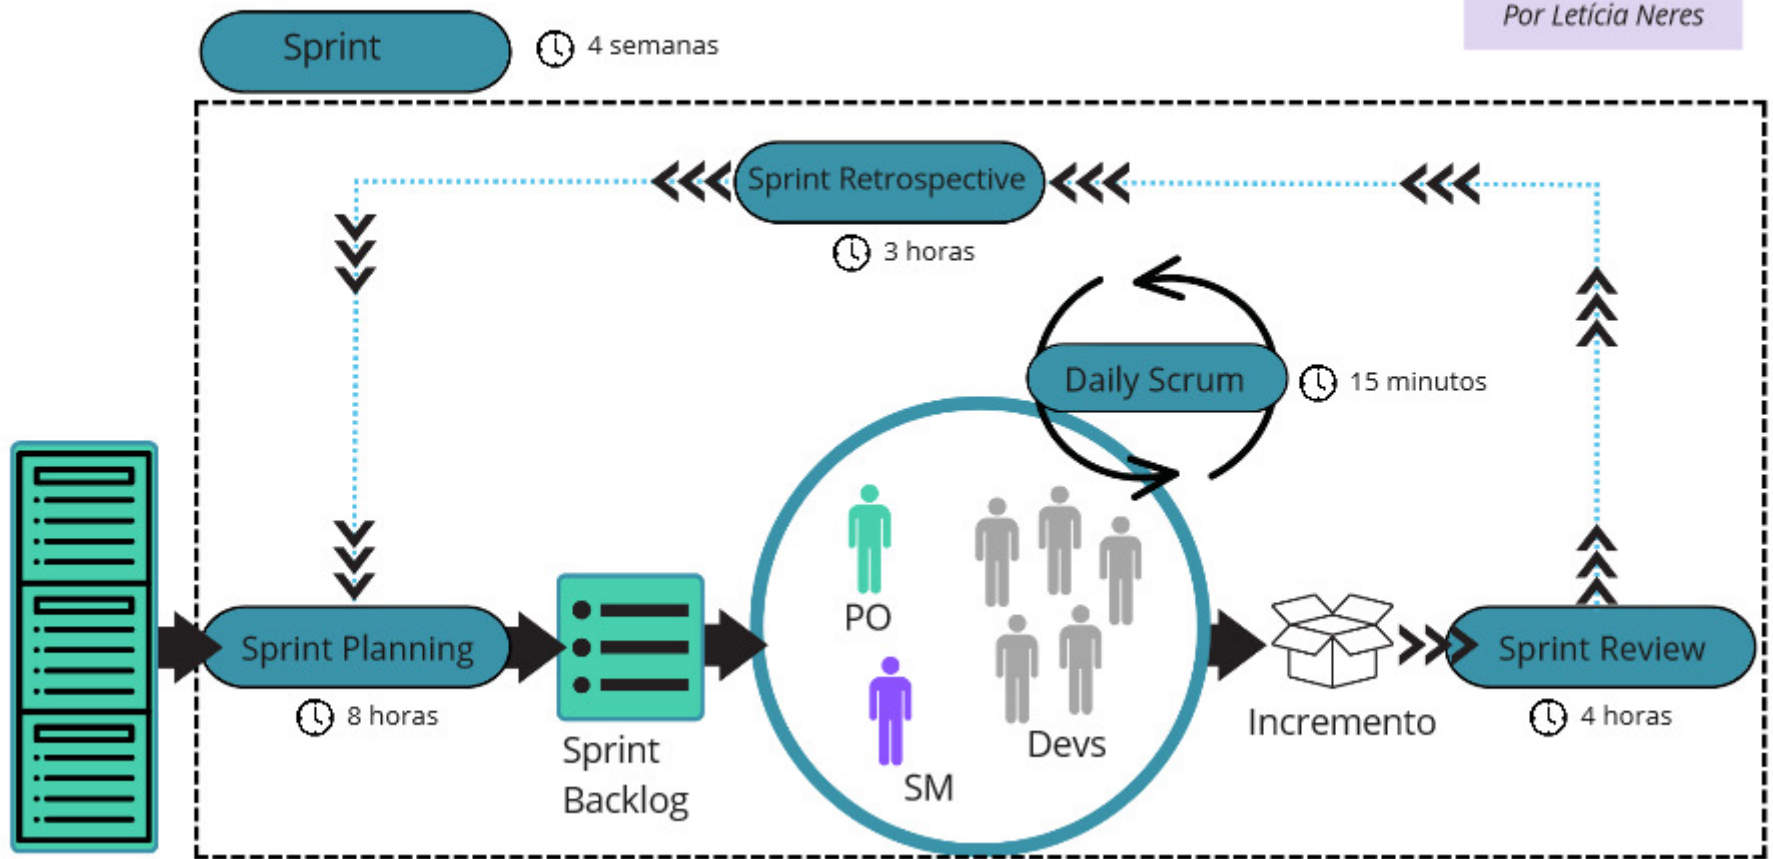 Por Letícia Neres
Sprint
4 semanas
Sprint Retrospective
3 horas
Daily Scrum
15 minutos
Sprint Planning
8 horas
Sprint
Backlog
PO
SM
Devs
Incremento
Sprint Review
4 horas